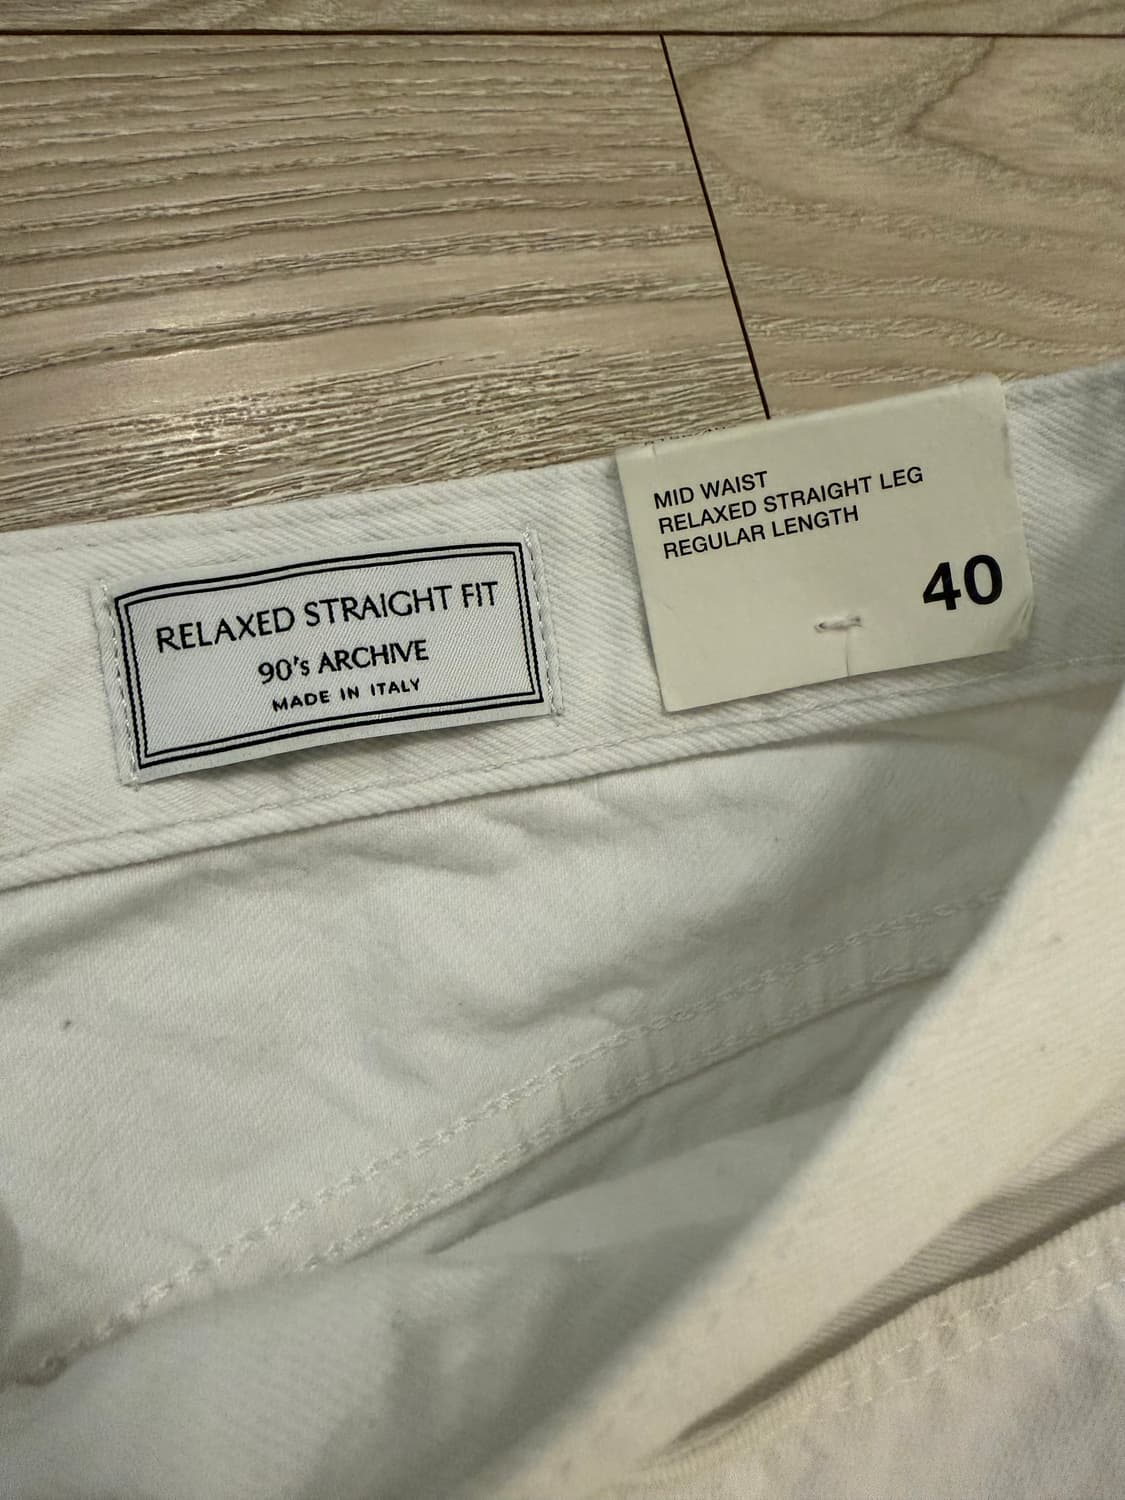 RELAXED STRAIGHT FIT
90's ARCHIVE
MADE IN ITALY
MID WAIST
RELAXED STRAIGHT LEG
REGULAR LENGTH
40